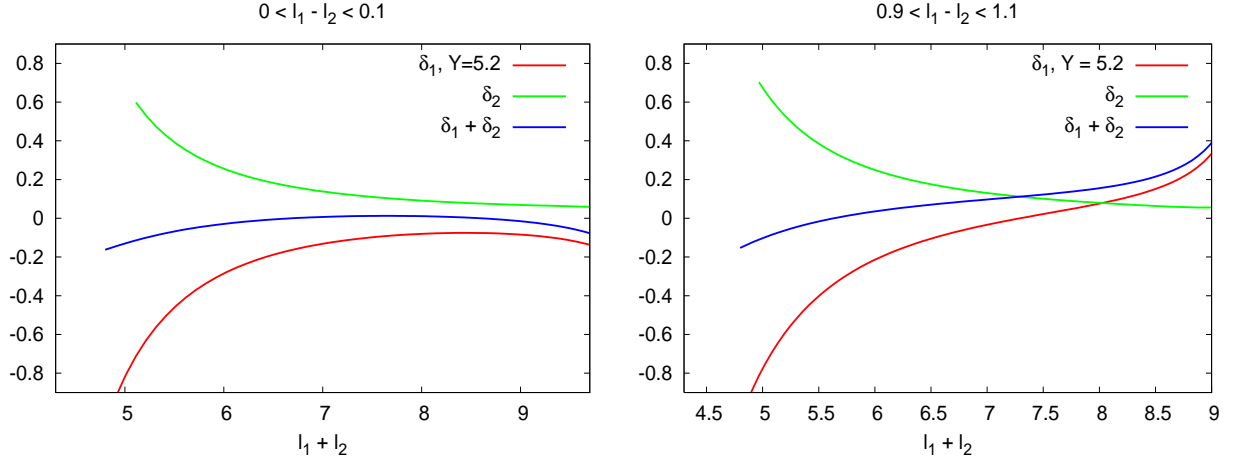 0 < l₁ - l₂ < 0.1
δ₁, Y=5.2
δ₂
δ₁ + δ₂
0.8
0.6
0.4
0.2
0
-0.2
-0.4
-0.6
-0.8
5 6 7 8 9
l₁ + l₂
0.9 < l₁ - l₂ < 1.1
δ₁, Y = 5.2
δ₂
δ₁ + δ₂
0.8
0.6
0.4
0.2
0
-0.2
-0.4
-0.6
-0.8
4.5 5 5.5 6 6.5 7 7.5 8 8.5 9
l₁ + l₂